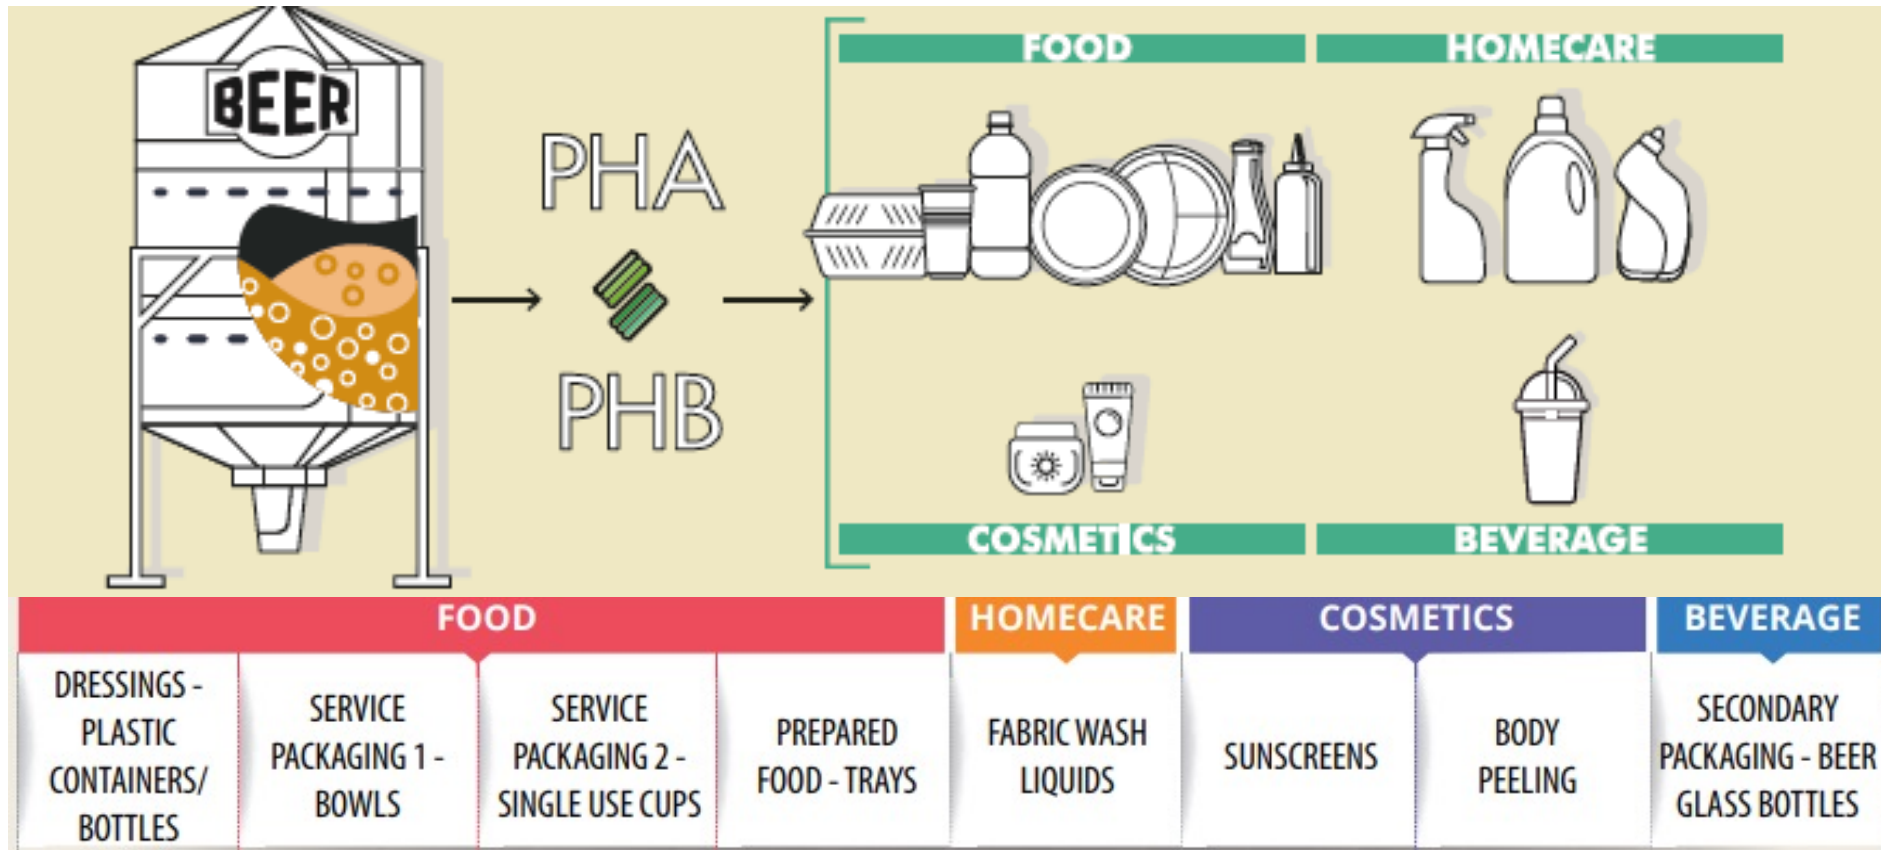 BEER
PHA
PHB
FOOD
HOMECARE
COSMETICS
BEVERAGE
FOOD
HOMECARE
COSMETICS
BEVERAGE
DRESSINGS -
PLASTIC
CONTAINERS/
BOTTLES
SERVICE
PACKAGING 1 -
BOWLS
SERVICE
PACKAGING 2 -
SINGLE USE CUPS
PREPARED
FOOD - TRAYS
FABRIC WASH
LIQUIDS
SUNSCREENS
BODY
PEELING
SECONDARY
PACKAGING - BEER
GLASS BOTTLES